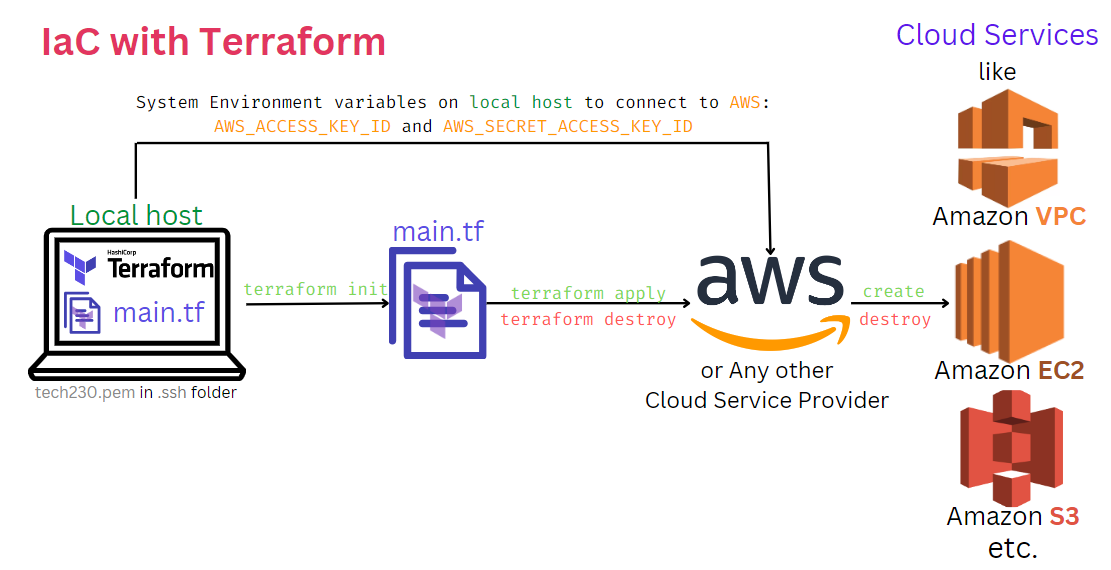 IaC with Terraform
Cloud Services
like
System Environment variables on local host to connect to AWS:
AWS_ACCESS_KEY_ID and AWS_SECRET_ACCESS_KEY_ID
Amazon VPC
Local host
HashiCorp
Terraform
main.tf
tech230.pem in .ssh folder
terraform init
main.tf
terraform apply
terraform destroy
aws
or Any other
Cloud Service Provider
create
destroy
Amazon EC2
Amazon S3
etc.